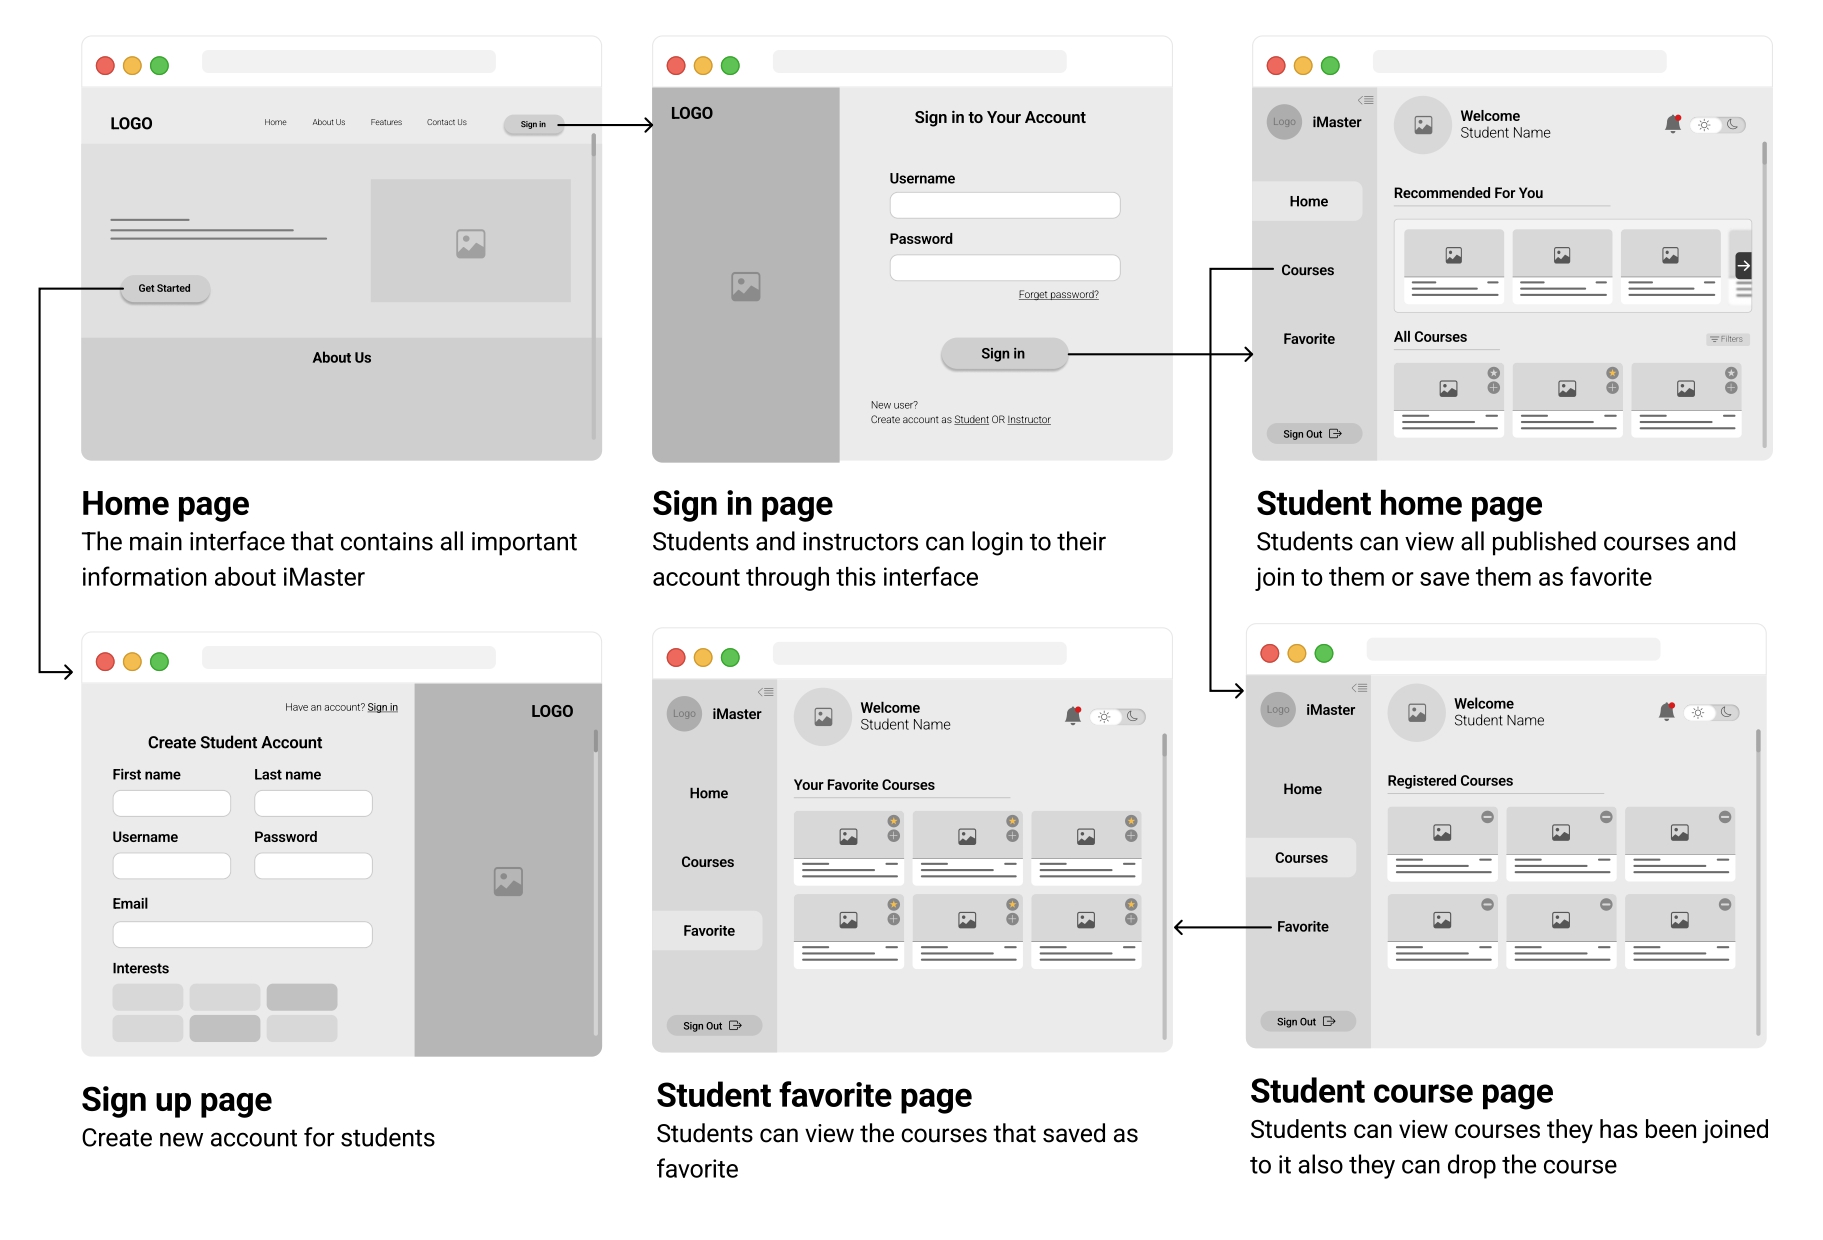 LOGO
Home
About Us
Features
Contact Us
Sign in
Get Started
About Us
Home page
The main interface that contains all important
information about iMaster
LOGO
Sign in to Your Account
Username
Password
Forget password?
Sign in
New user?
Create account as Student OR Instructor
Sign in page
Students and instructors can login to their
account through this interface
Logo
iMaster
Home
Courses
Favorite
Sign Out
Welcome
Student Name
Recommended For You
All Courses
Filters
Student home page
Students can view all published courses and
join to them or save them as favorite
Have an account? Sign in
LOGO
Create Student Account
First name
Last name
Username
Password
Email
Interests
Sign up page
Create new account for students
Logo
iMaster
Home
Courses
Favorite
Sign Out
Welcome
Student Name
Your Favorite Courses
Student favorite page
Students can view the courses that saved as
favorite
Logo
iMaster
Home
Courses
Favorite
Sign Out
Welcome
Student Name
Registered Courses
Student course page
Students can view courses they has been joined
to it also they can drop the course